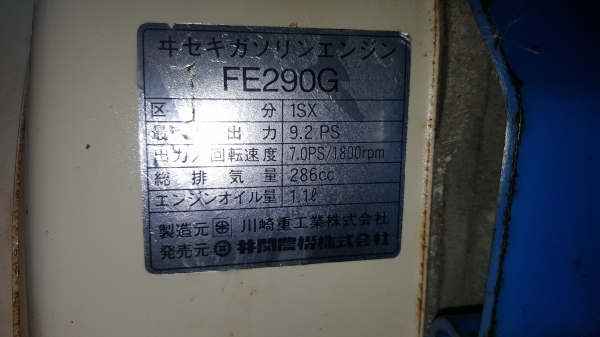 ヰセキガソリンエンジン
FE290G
区 分 1SX
最 出力 9.2 PS
出力/回転速度 7.0PS/1800rpm
総排気量 286cc
エンジンオイル量 1.1ℓ
製造元 川崎重工業株式会社
発売元 井関農機株式会社